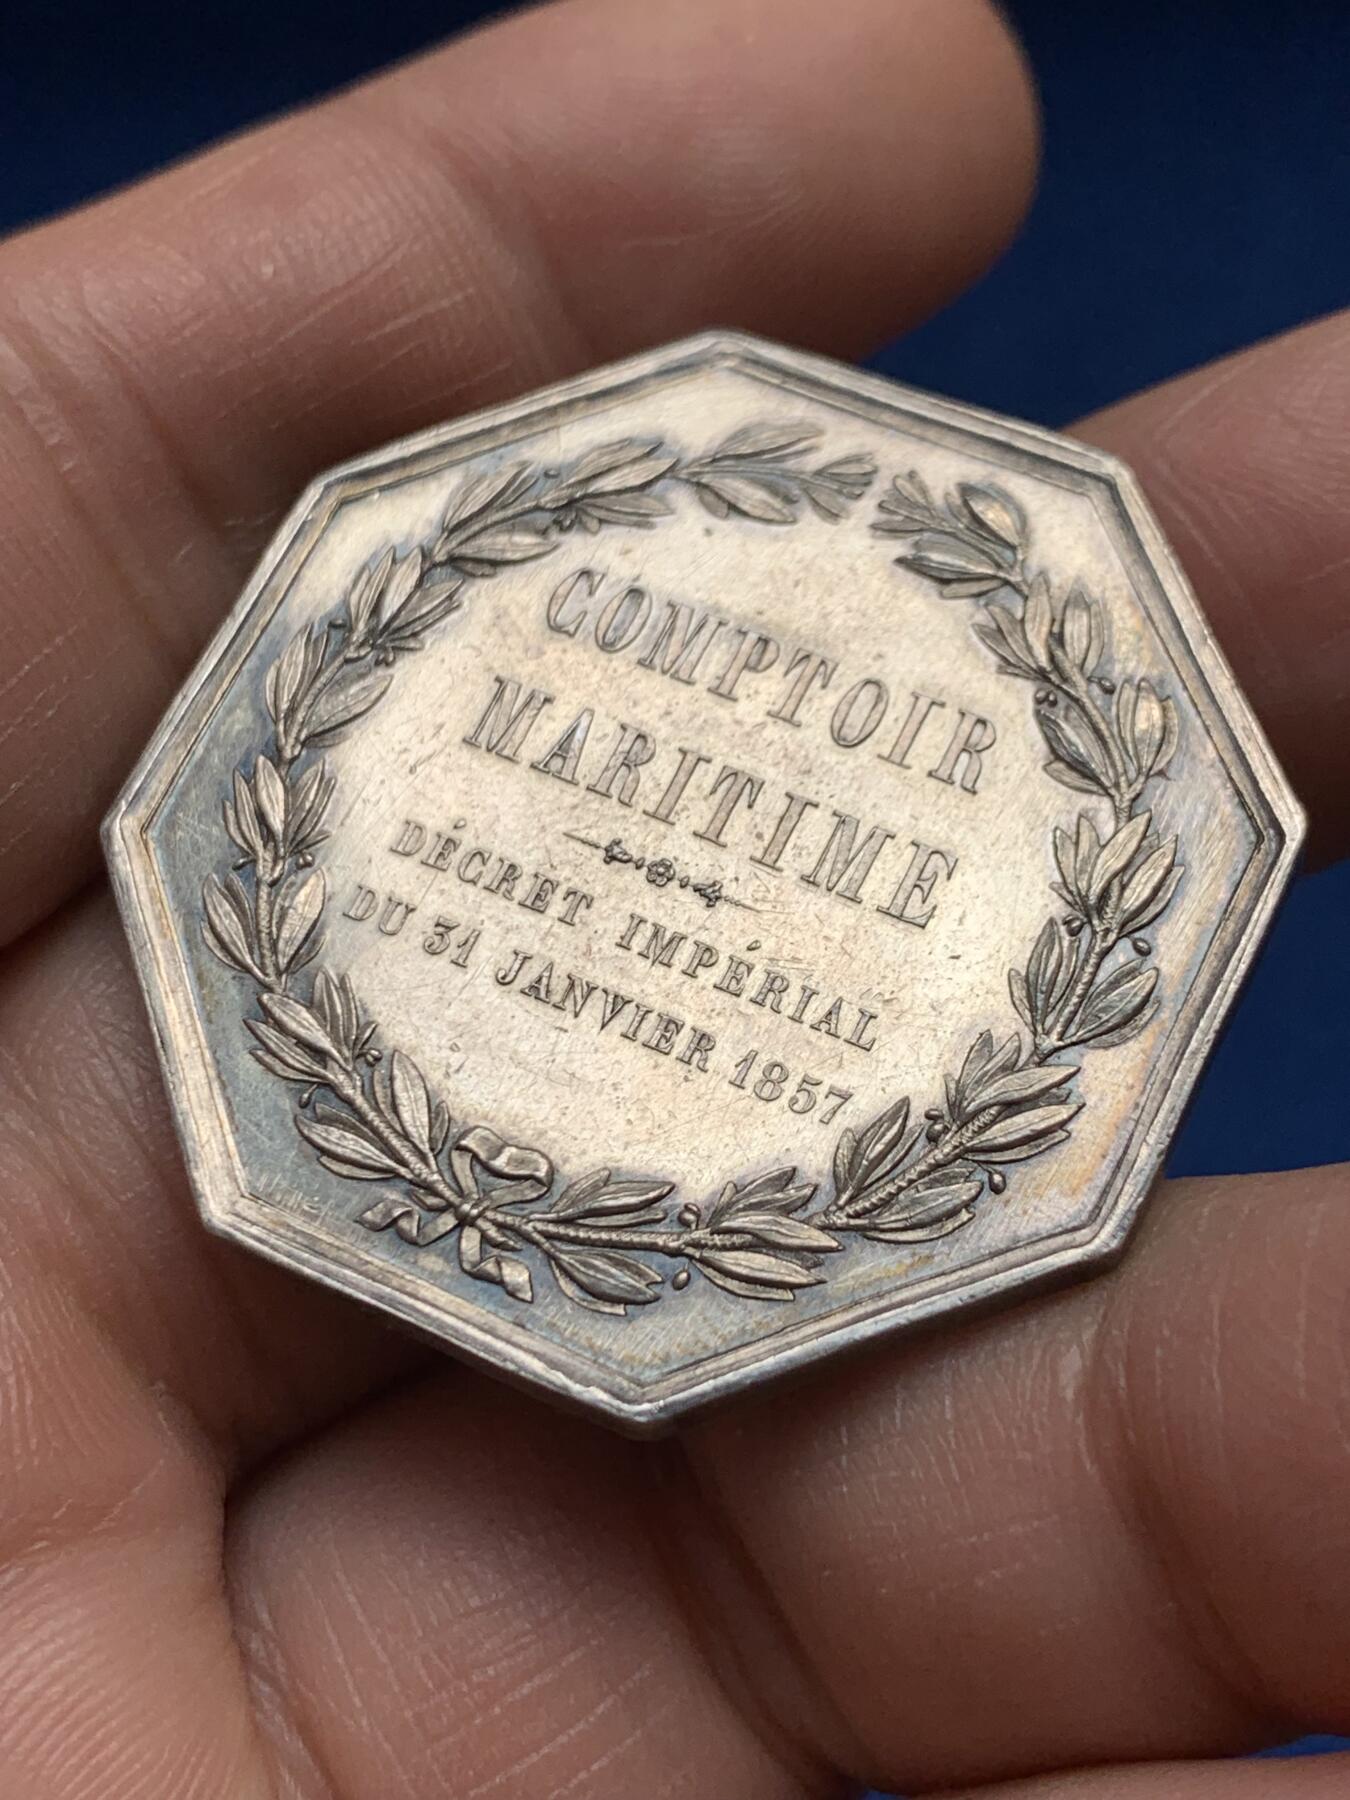 COMPTOIR
MARITIME
DÉCRET IMPÉRIAL
DU 31 JANVIER 1857